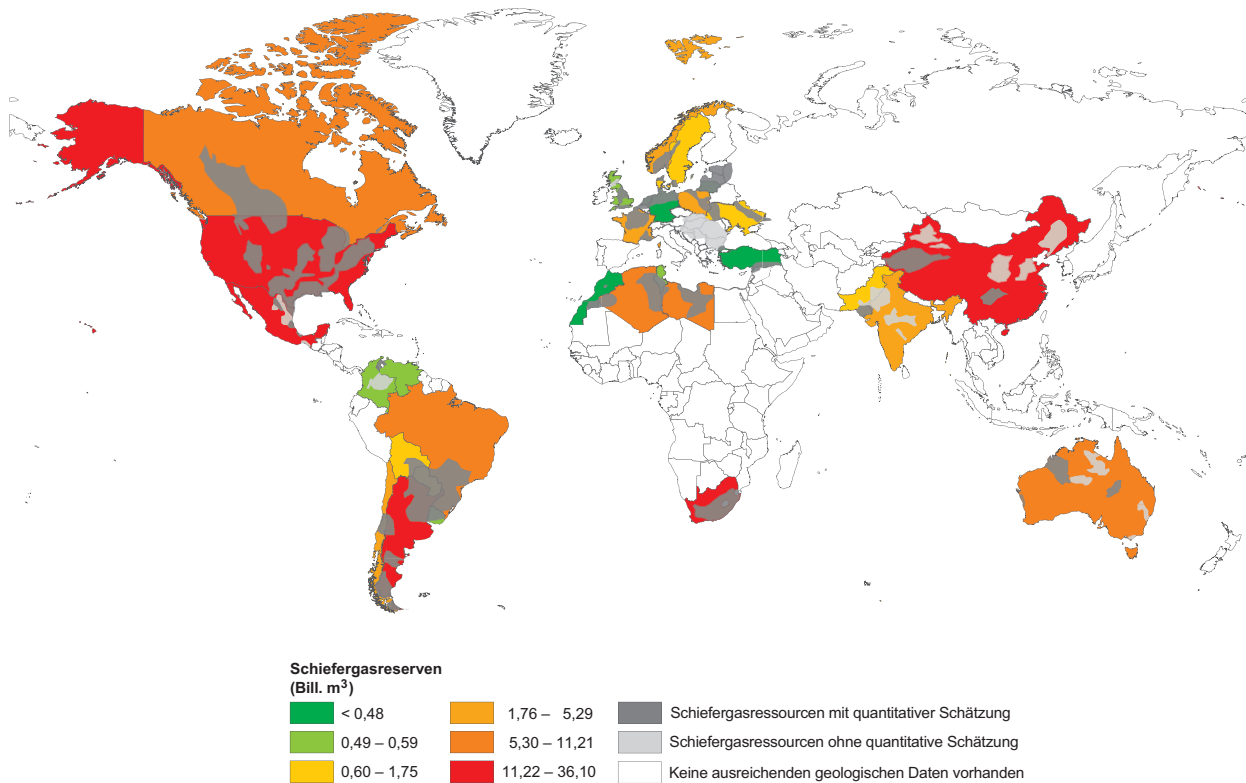 Schiefergasreserven
(Bill. m³)
< 0,48
0,49 – 0,59
0,60 – 1,75
1,76 – 5,29
5,30 – 11,21
11,22 – 36,10
Schiefergasressourcen mit quantitativer Schätzung
Schiefergasressourcen ohne quantitative Schätzung
Keine ausreichenden geologischen Daten vorhanden